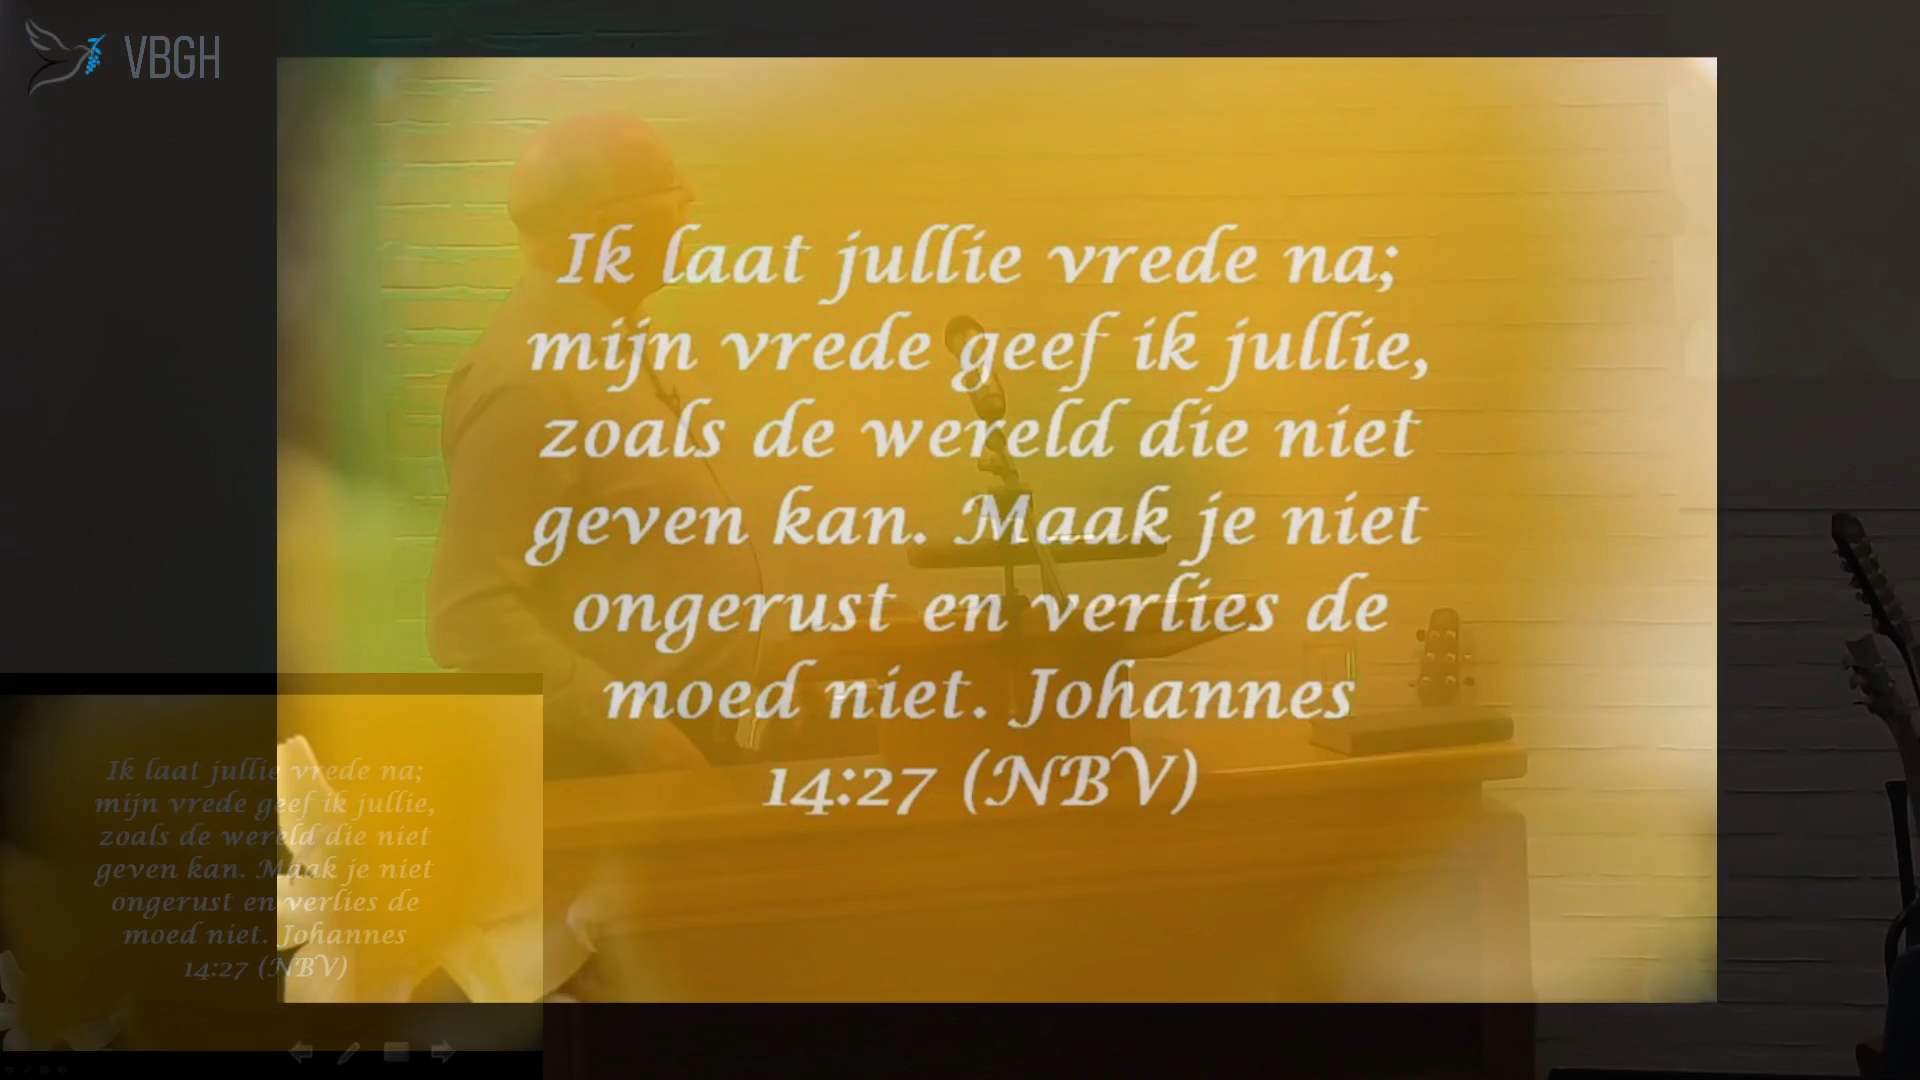 VBGH
Ik laat jullie vrede na;
mijn vrede geef ik jullie,
zoals de wereld die niet
geven kan. Maak je niet
ongerust en verlies de
moed niet. Johannes
14:27 (NBV)
Ik laat jullie vrede na;
mijn vrede geef ik jullie,
zoals de wereld die niet
geven kan. Maak je niet
ongerust en verlies de
moed niet. Johannes
14:27 (NBV)